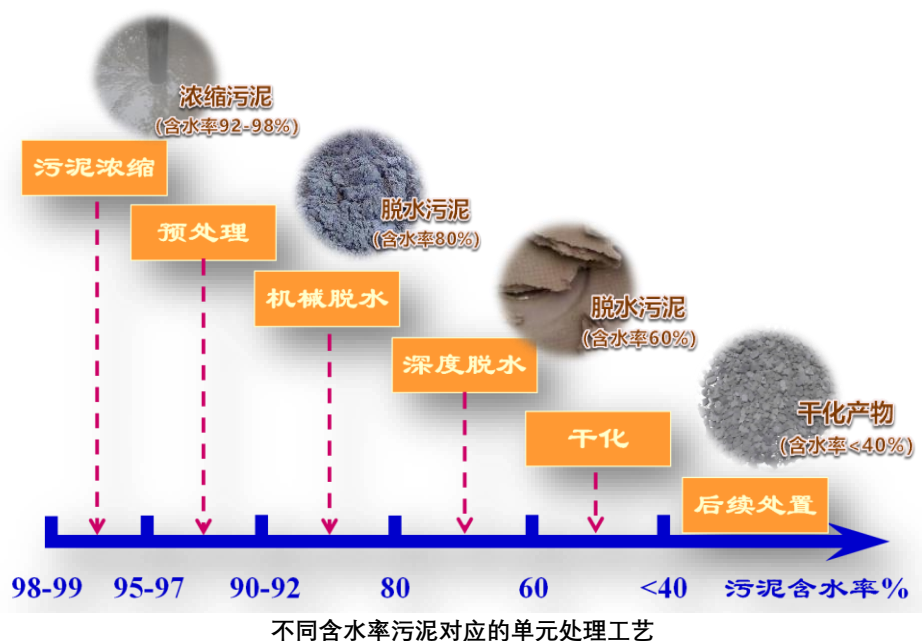 浓缩污泥
(含水率92-98%)
污泥浓缩
预处理
脱水污泥
(含水率80%)
机械脱水
脱水污泥
(含水率60%)
深度脱水
干化
干化产物
(含水率<40%)
后续处置
98-99 95-97 90-92 80 60 <40 污泥含水率%
不同含水率污泥对应的单元处理工艺